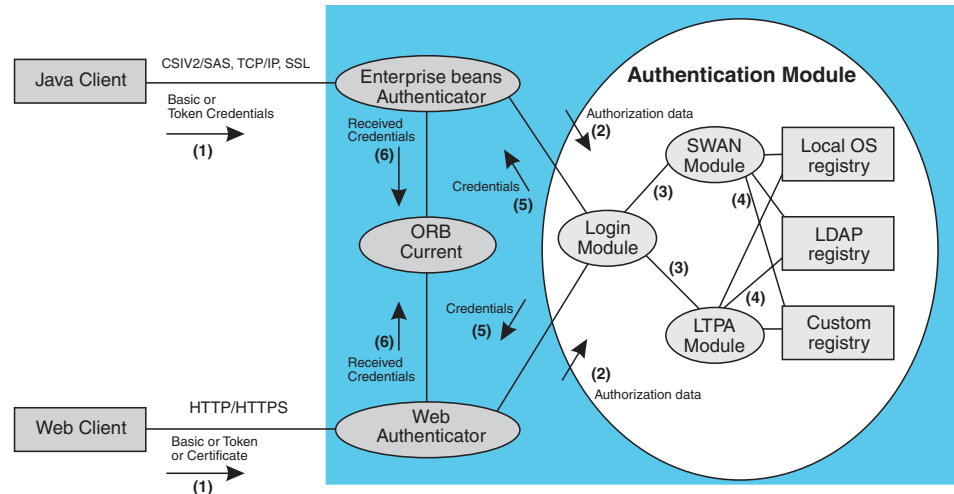 Java Client
CSIV2/SAS, TCP/IP, SSL
Basic or
Token Credentials
(1)
Enterprise beans
Authenticator
Received
Credentials
(6)
Credentials
(5)
ORB
Current
Credentials
(5)
(6)
Received
Credentials
Web Client
HTTP/HTTPS
Basic or Token
or Certificate
(1)
Web
Authenticator
Authentication Module
Authorization data
(2)
SWAN
Module
Local OS
registry
(3)
(4)
Login
Module
LDAP
registry
(3)
(4)
LTPA
Module
Custom
registry
(2)
Authorization data